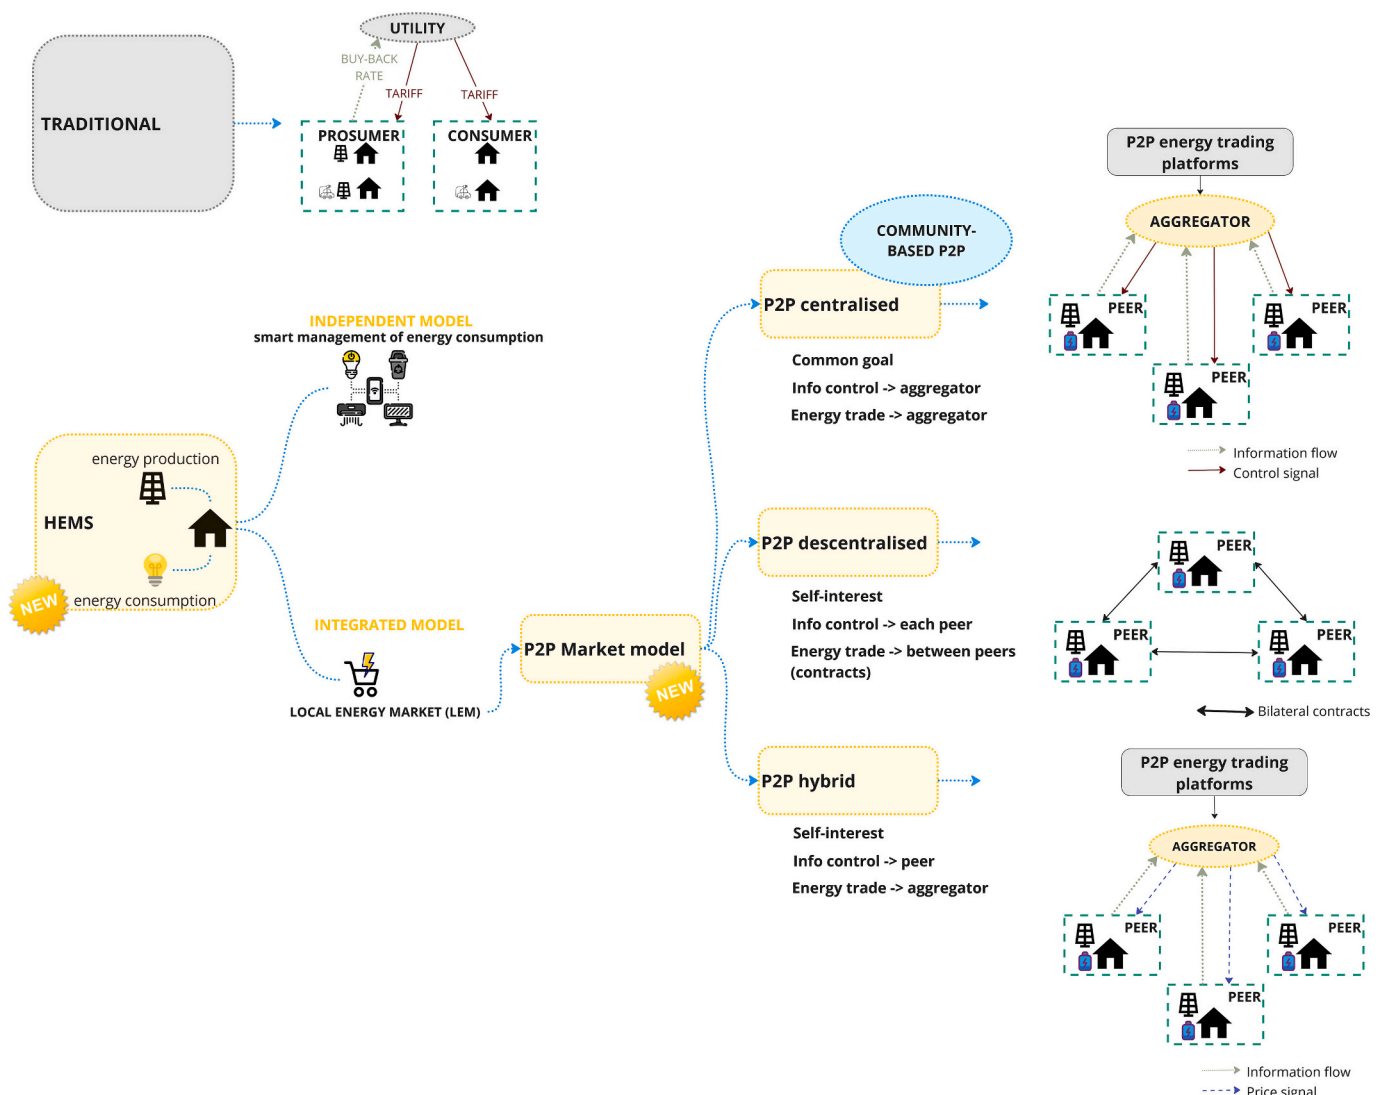 UTILITY
BUY-BACK
RATE
TARIFF
TARIFF
TRADITIONAL
PROSUMER
CONSUMER
INDEPENDENT MODEL
smart management of energy consumption
energy production
HEMS
energy consumption
NEW
INTEGRATED MODEL
LOCAL ENERGY MARKET (LEM)
P2P Market model
NEW
COMMUNITY-
BASED P2P
P2P centralised
Common goal
Info control -> aggregator
Energy trade -> aggregator
P2P energy trading
platforms
AGGREGATOR
PEER
PEER
PEER
Information flow
Control signal
P2P descentralised
Self-interest
Info control -> each peer
Energy trade -> between peers
(contracts)
PEER
PEER
PEER
Bilateral contracts
P2P hybrid
Self-interest
Info control -> peer
Energy trade -> aggregator
P2P energy trading
platforms
AGGREGATOR
PEER
PEER
PEER
Information flow
Price signal